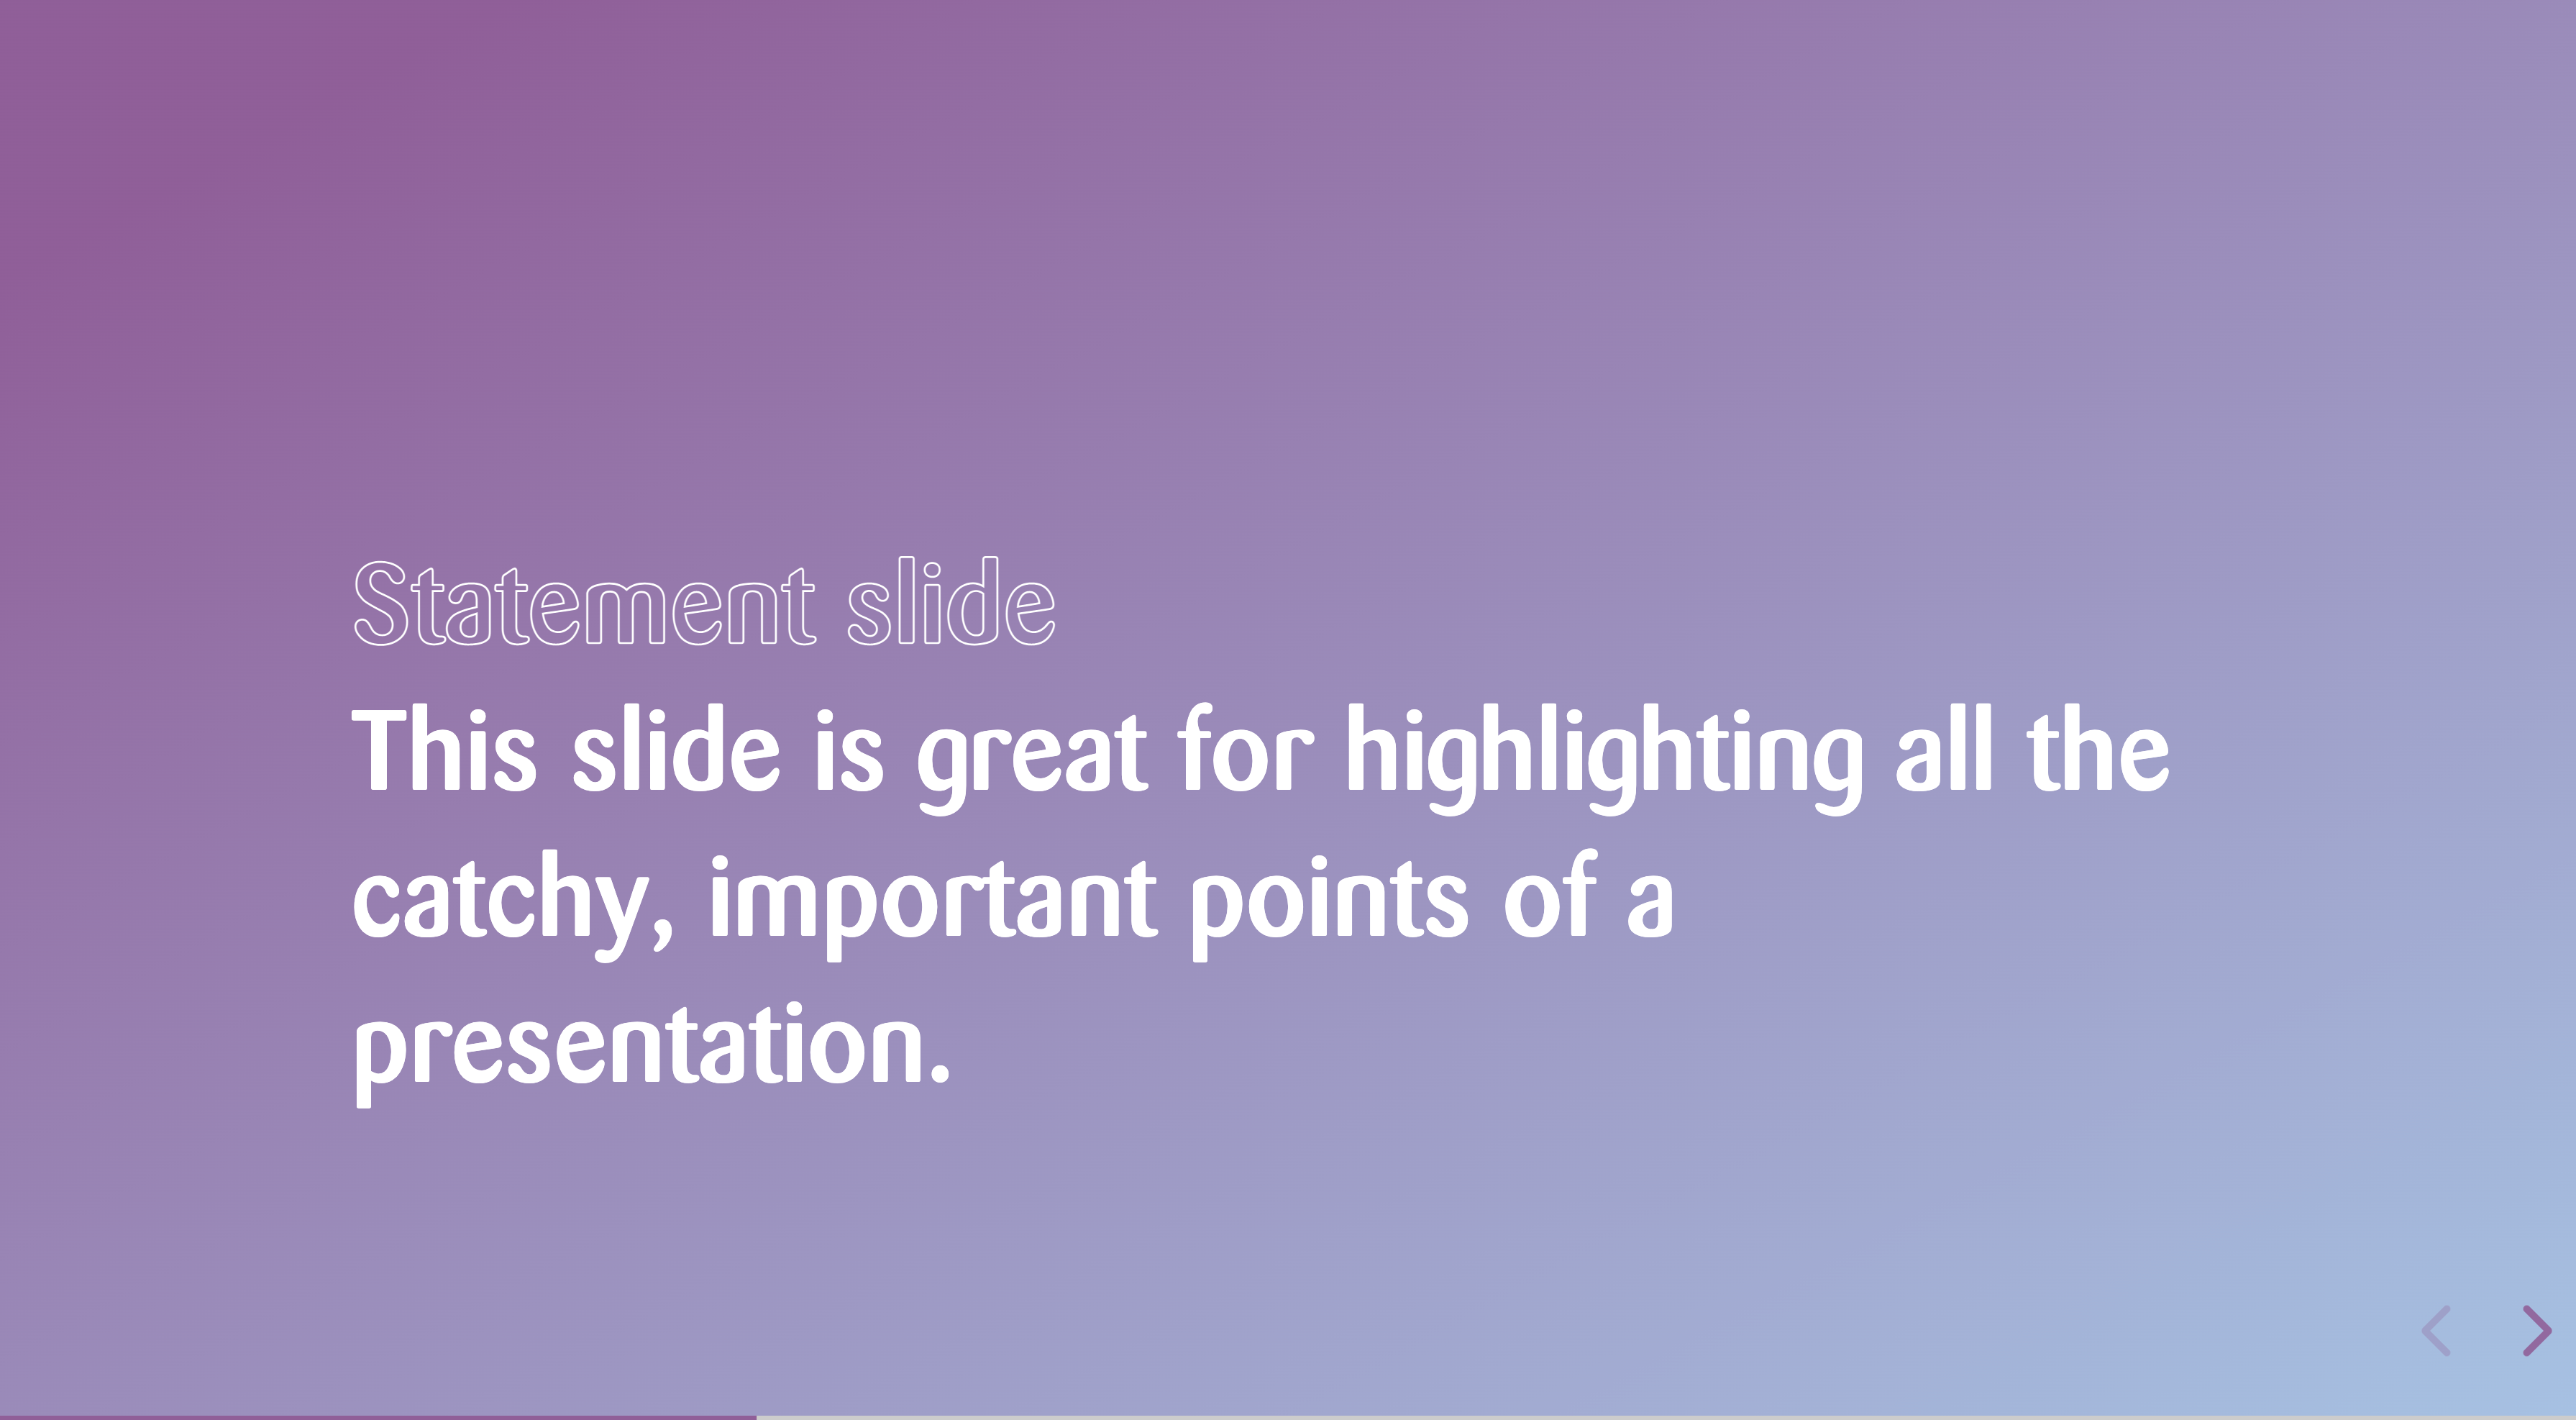 Statement slide
This slide is great for highlighting all the
catchy, important points of a
presentation.